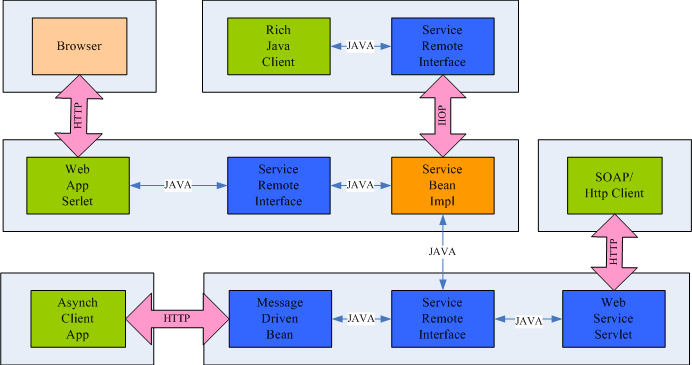 Browser
Rich
Java
Client
JAVA
Service
Remote
Interface
HTTP
IIOP
Web
App
Serlet
JAVA
Service
Remote
Interface
JAVA
Service
Bean
Impl
SOAP/
Http Client
JAVA
HTTP
Asynch
Client
App
HTTP
Message
Driven
Bean
JAVA
Service
Remote
Interface
JAVA
Web
Service
Servlet